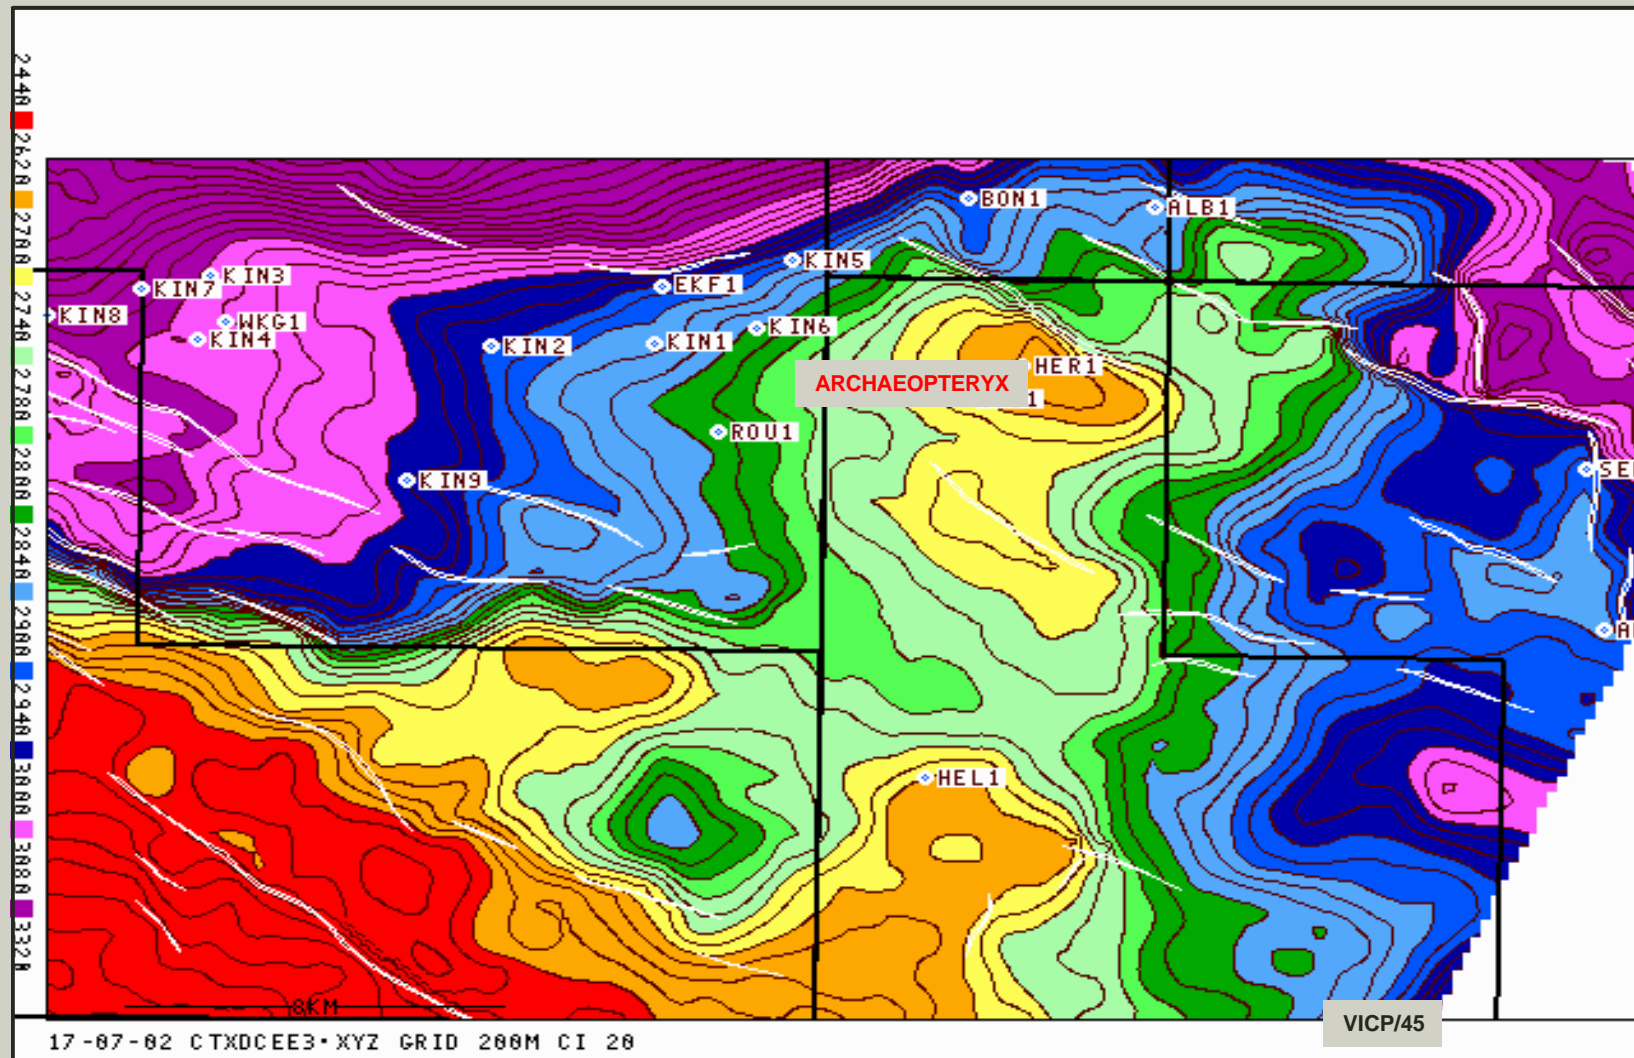 2440
2620
2700
2740
2780
2800
2840
2900
2940
3000
3080
3320
BON1
ALB1
KIN5
KIN3
EKF1
KIN7
KIN8
WKG1
KIN6
KIN4
KIN2
KIN1
HER1
ARCHAEOPTERYX
1
ROU1
SE
KIN9
A
HEL1
8KM
VICP/45
17-07-02 CTXDCEE3·XYZ GRID 200M CI 20